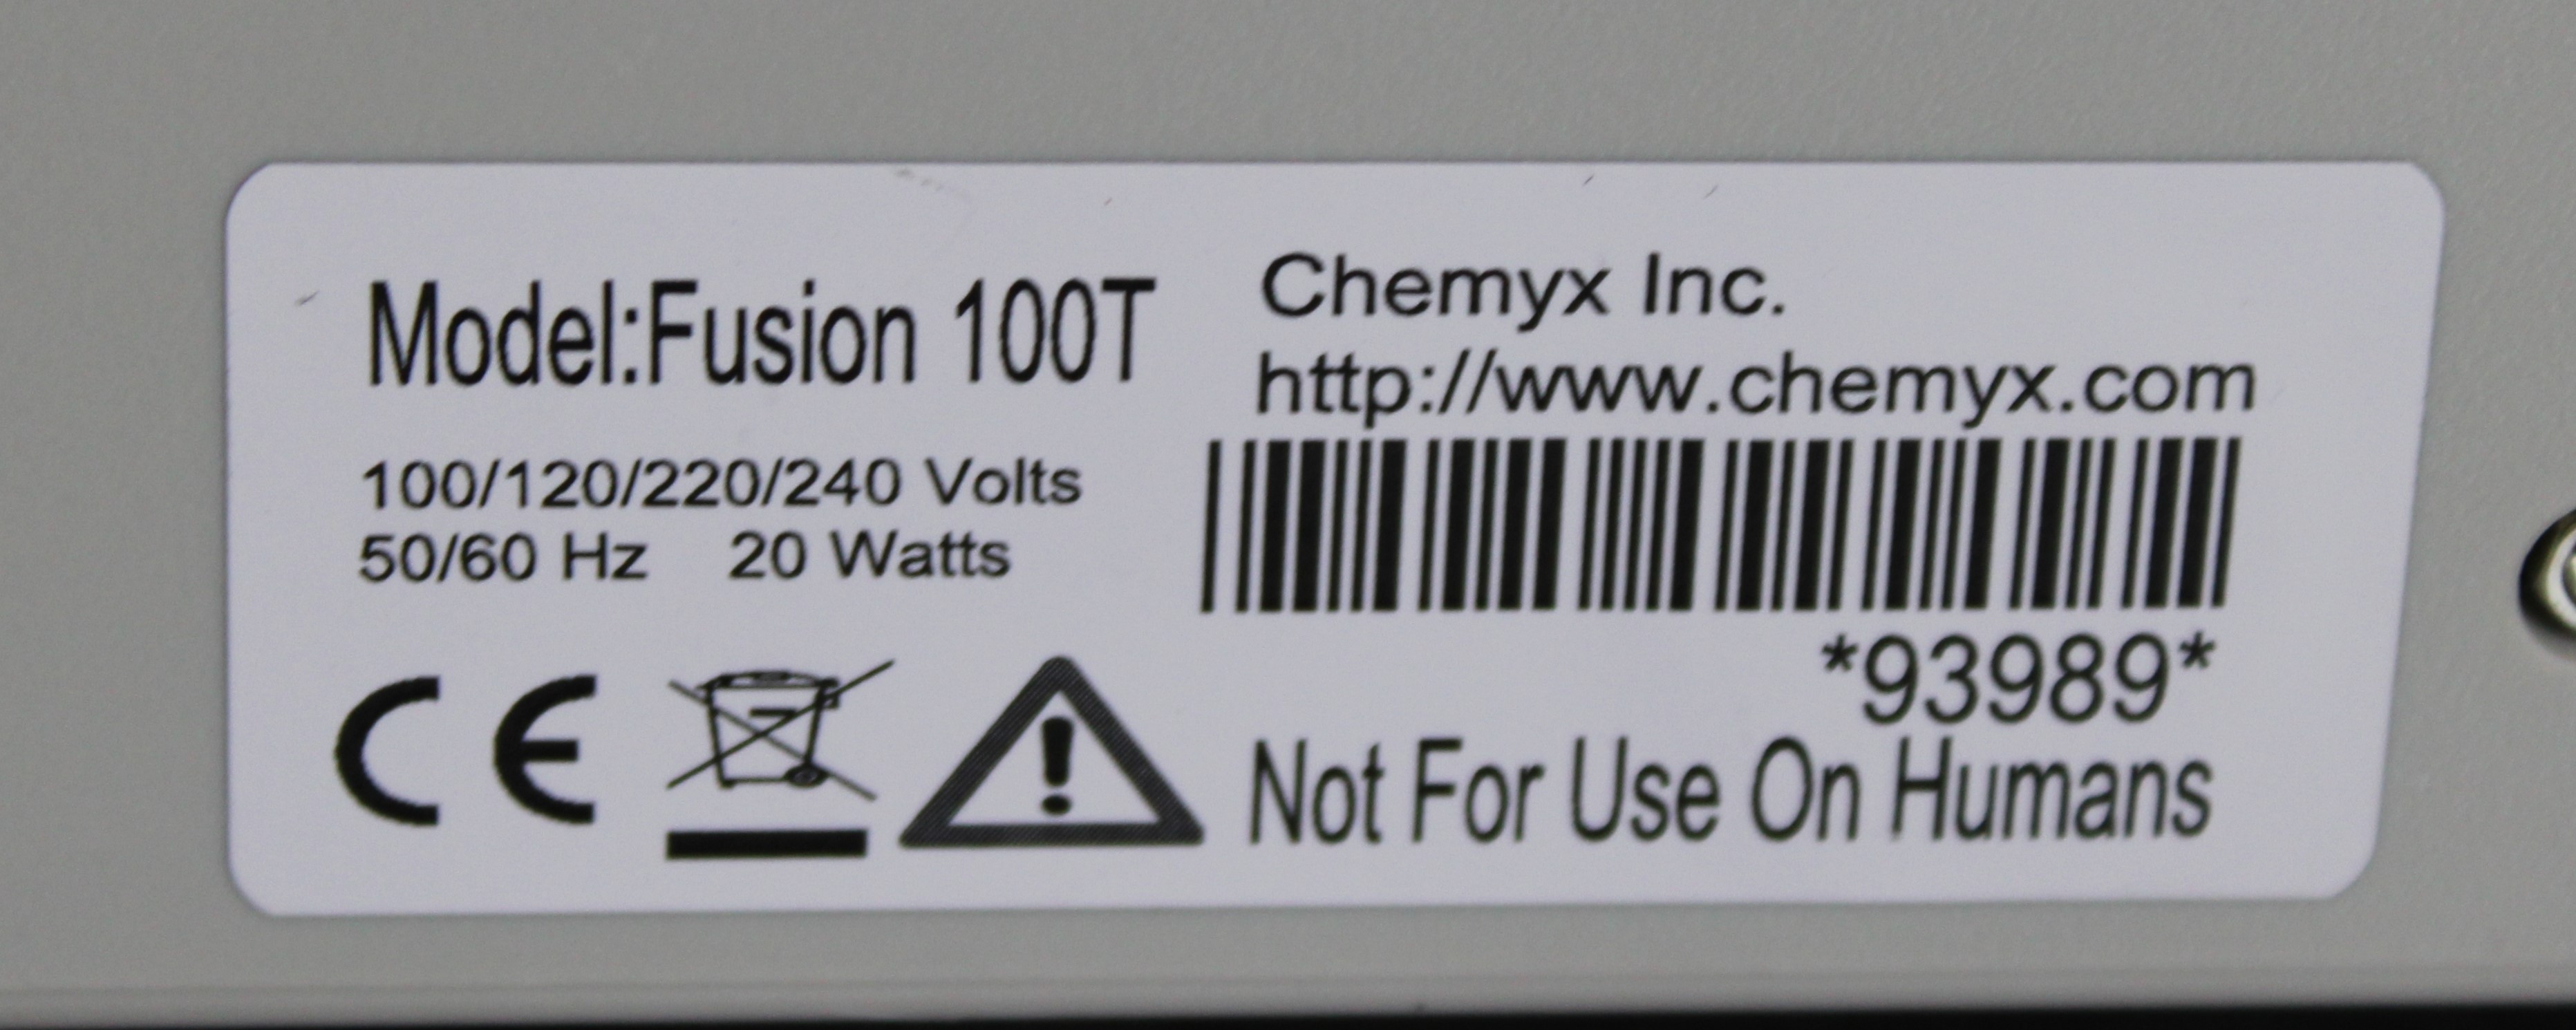 Model:Fusion 100T
100/120/220/240 Volts
50/60 Hz 20 Watts
CE
Chemyx Inc.
http://www.chemyx.com
*93989*
Not For Use On Humans